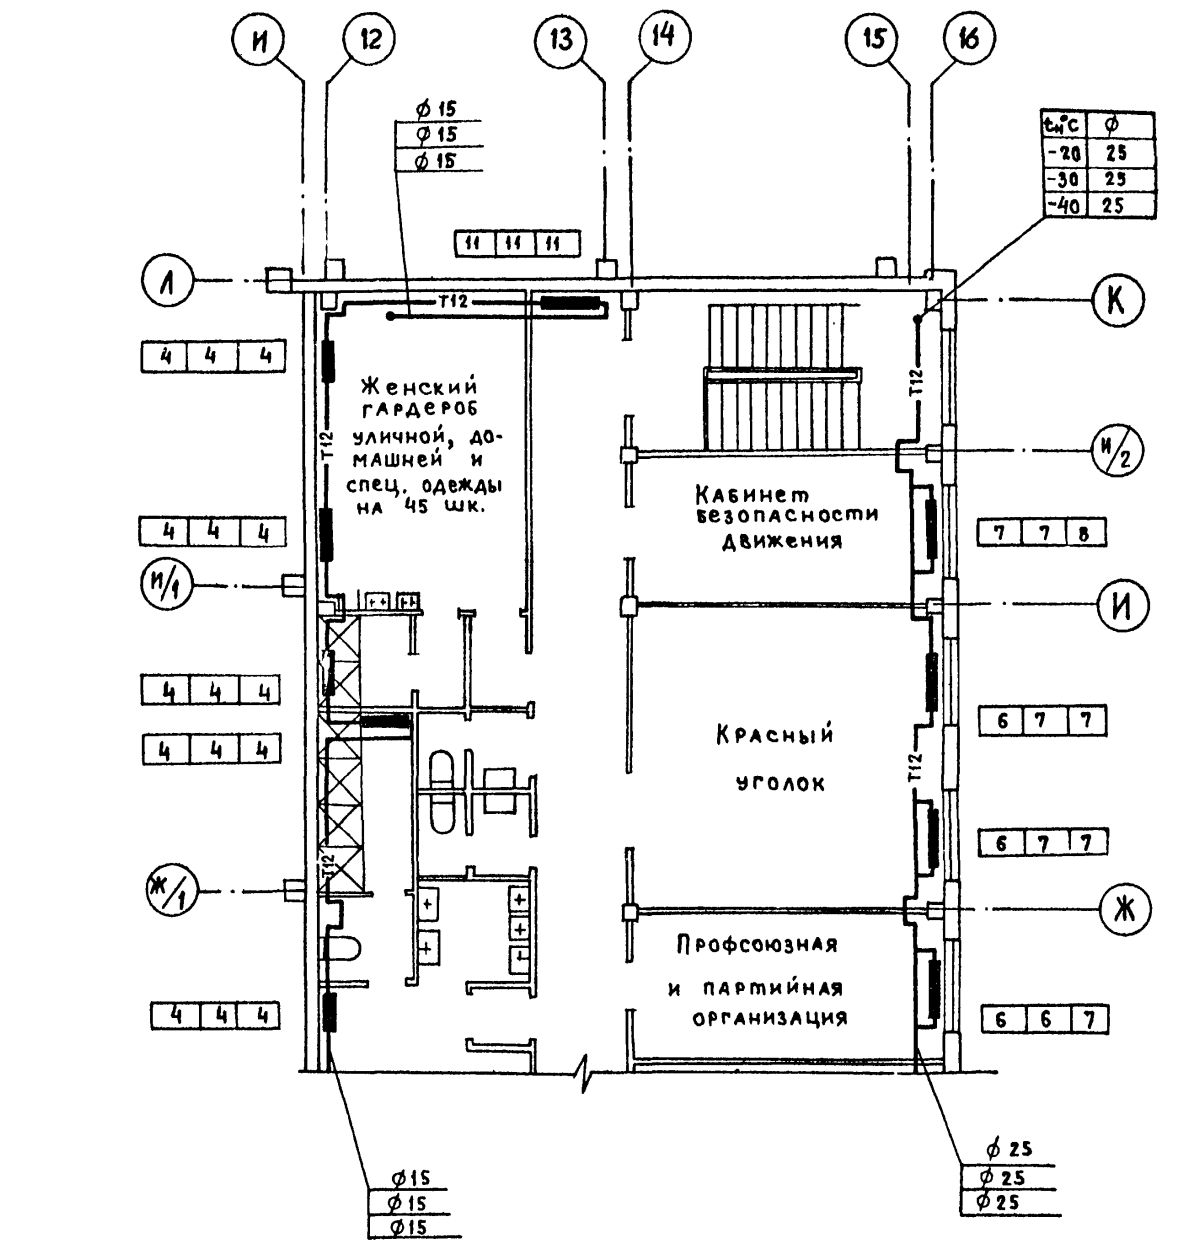 И 12 13 14 15 16
ϕ 15
ϕ 15
ϕ 15
tн°C ϕ
-20 25
-30 25
-40 25
11 11 11
Л
К
Т12
4 4 4
Т12
Т12
Женский
гардероб
уличной, до-
машней и
спец. одежды
на 45 шк.
И/2
Кабинет
безопасности
движения
4 4 4
7 7 8
И/1
И
4 4 4
6 7 7
4 4 4
Красный
уголок
Т12
6 7 7
Т12
Ж/1
Ж
Профсоюзная
и партийная
организация
4 4 4
6 6 7
ϕ 25
ϕ 25
ϕ 25
ϕ 15
ϕ 15
ϕ 15